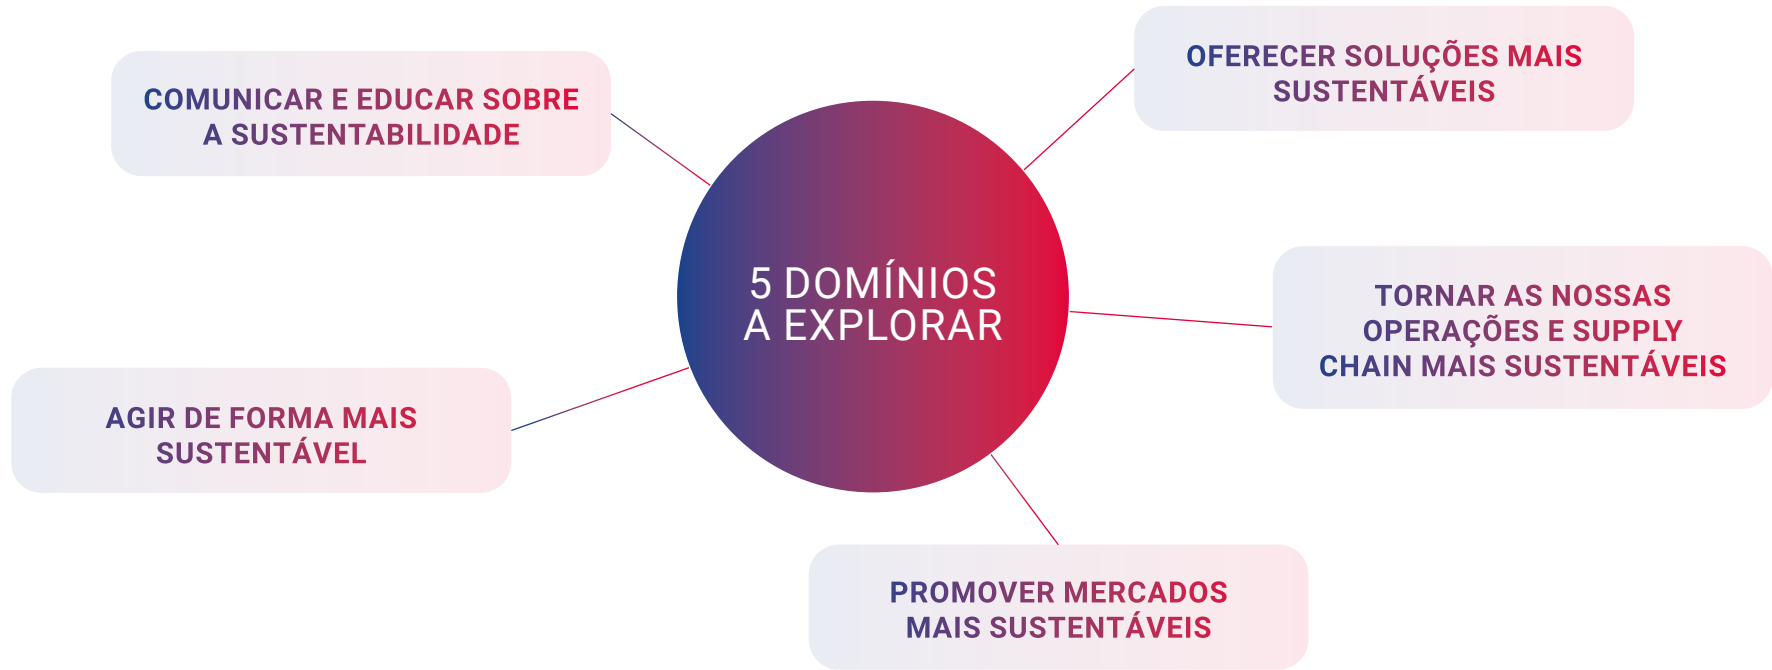 COMUNICAR E EDUCAR SOBRE
A SUSTENTABILIDADE
OFERECER SOLUÇÕES MAIS
SUSTENTÁVEIS
5 DOMÍNIOS
A EXPLORAR
TORNAR AS NOSSAS
OPERAÇÕES E SUPPLY
CHAIN MAIS SUSTENTÁVEIS
AGIR DE FORMA MAIS
SUSTENTÁVEL
PROMOVER MERCADOS
MAIS SUSTENTÁVEIS